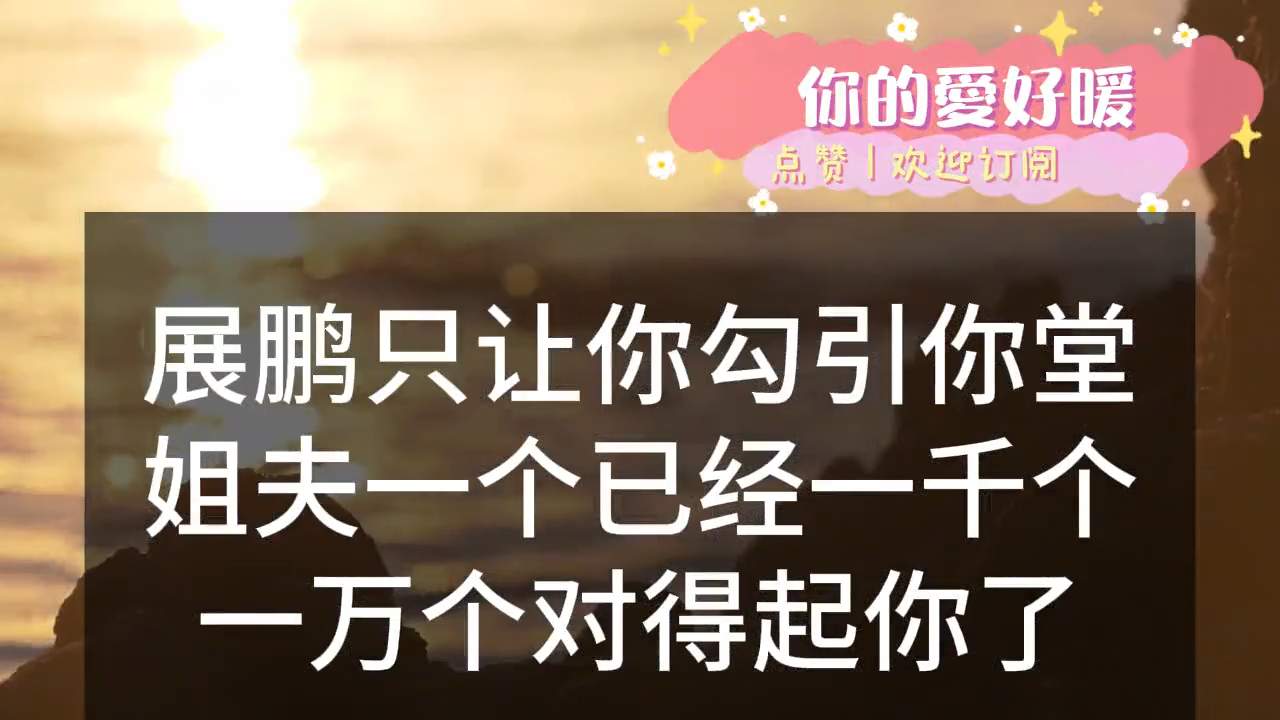 你的愛好暖
点赞 | 欢迎订阅
展鹏只让你勾引你堂
姐夫一个已经一千个
一万个对得起你了